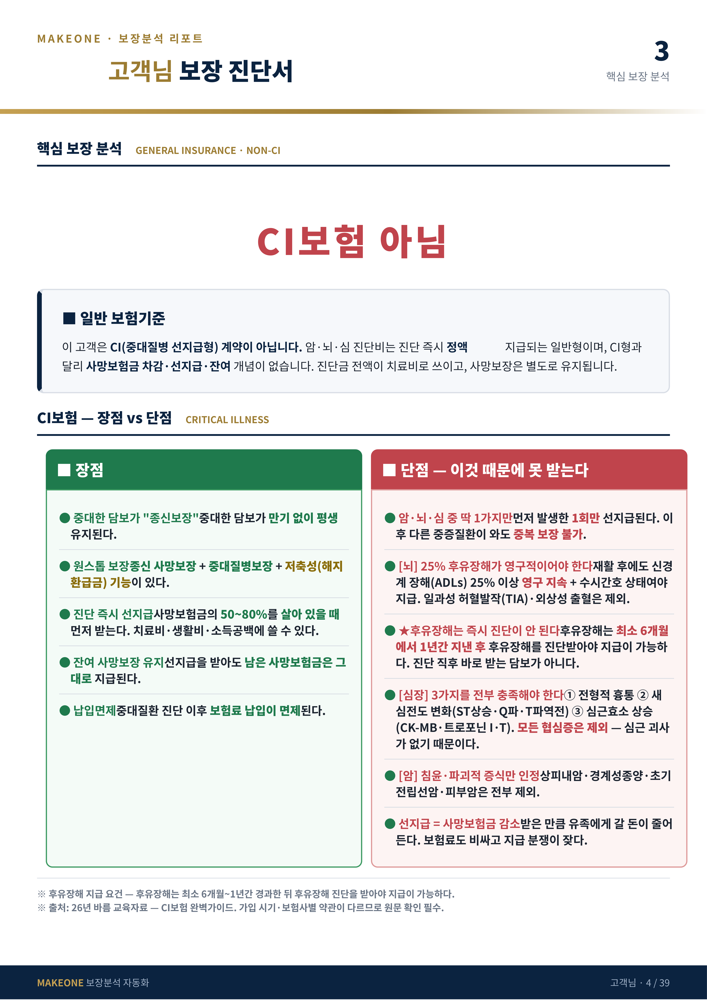 MAKEONE · 보장분석 리포트
고객님 보장 진단서
3
핵심 보장 분석
핵심 보장 분석 GENERAL INSURANCE · NON-CI
CI보험 아님
■ 일반 보험기준
이 고객은 CI(중대질병 선지급형) 계약이 아닙니다. 암·뇌·심 진단비는 진단 즉시 정액 지급되는 일반형이며, CI형과
달리 사망보험금 차감·선지급·잔여 개념이 없습니다. 진단금 전액이 치료비로 쓰이고, 사망보장은 별도로 유지됩니다.
CI보험 — 장점 vs 단점 CRITICAL ILLNESS
■ 장점
● 중대한 담보가 "종신보장"중대한 담보가 만기 없이 평생
유지된다.
● 원스톱 보장종신 사망보장 + 중대질병보장 + 저축성(해지
환급금) 기능이 있다.
● 진단 즉시 선지급사망보험금의 50~80%를 살아 있을 때
먼저 받는다. 치료비·생활비·소득공백에 쓸 수 있다.
● 잔여 사망보장 유지선지급을 받아도 남은 사망보험금은 그
대로 지급된다.
● 납입면제중대질환 진단 이후 보험료 납입이 면제된다.
■ 단점 — 이것 때문에 못 받는다
● 암·뇌·심 중 딱 1가지만먼저 발생한 1회만 선지급된다. 이
후 다른 중증질환이 와도 중복 보장 불가.
● [뇌] 25% 후유장해가 영구적이어야 한다재활 후에도 신경
계 장해(ADLs) 25% 이상 영구 지속 + 수시간호 상태여야
지급. 일과성 허혈발작(TIA)·외상성 출혈은 제외.
● ★후유장해는 즉시 진단이 안 된다후유장해는 최소 6개월
에서 1년간 지낸 후 후유장해를 진단받아야 지급이 가능하
다. 진단 직후 바로 받는 담보가 아니다.
● [심장] 3가지를 전부 충족해야 한다① 전형적 흉통 ② 새
심전도 변화(ST상승·Q파·T파역전) ③ 심근효소 상승
(CK-MB·트로포닌 I·T). 모든 협심증은 제외 — 심근 괴사
가 없기 때문이다.
● [암] 침윤·파괴적 증식만 인정상피내암·경계성종양·초기
전립선암·피부암은 전부 제외.
● 선지급 = 사망보험금 감소받은 만큼 유족에게 갈 돈이 줄어
든다. 보험료도 비싸고 지급 분쟁이 잦다.
※ 후유장해 지급 요건 — 후유장해는 최소 6개월~1년간 경과한 뒤 후유장해 진단을 받아야 지급이 가능하다.
※ 출처: 26년 바름 교육자료 — CI보험 완벽가이드. 가입 시기·보험사별 약관이 다르므로 원문 확인 필수.
MAKEONE 보장분석 자동화
고객님 · 4 / 39